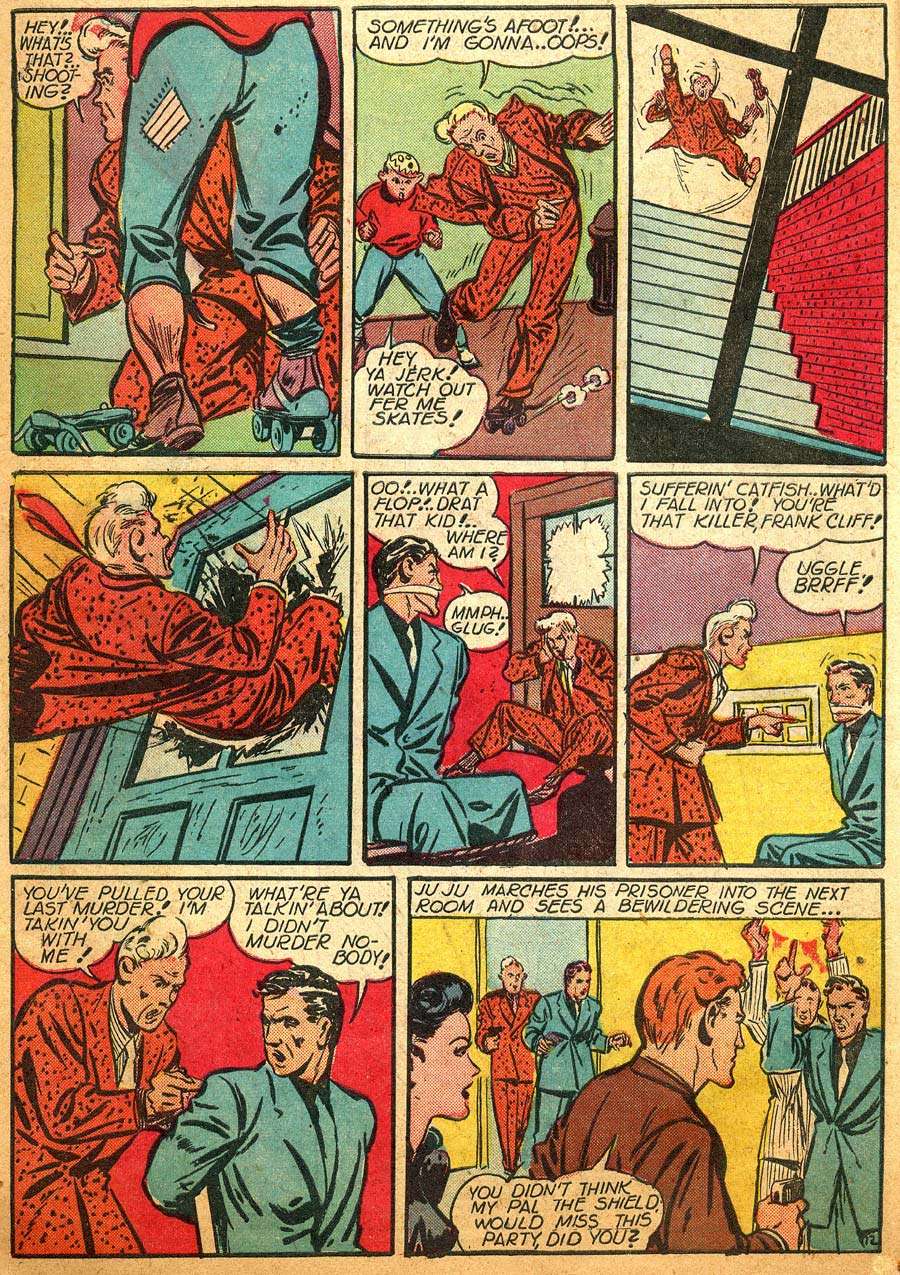 HEY!..
WHAT'S
THAT?..
SHOOT-
ING?
SOMETHING'S AFOOT!...
AND I'M GONNA..OOPS!
HEY
YA JERK!
WATCH OUT
FER ME
SKATES!
OO!..WHAT A
FLOP!..DRAT
THAT KID!..
WHERE
AM I?
MMPH..
GLUG!
SUFFERIN' CATFISH..WHAT'D
I FALL INTO? YOU'RE
THAT KILLER, FRANK CLIFF!
UGGLE,
BRRFF!
YOU'VE PULLED YOUR
LAST MURDER! I'M
TAKIN' YOU
WITH
ME!
WHAT'RE YA
TALKIN' ABOUT!
I DIDN'T
MURDER NO-
BODY!
JU JU MARCHES HIS PRISONER INTO THE NEXT
ROOM AND SEES A BEWILDERING SCENE...
YOU DIDN'T THINK
MY PAL THE SHIELD,
WOULD MISS THIS
PARTY, DID YOU?
12